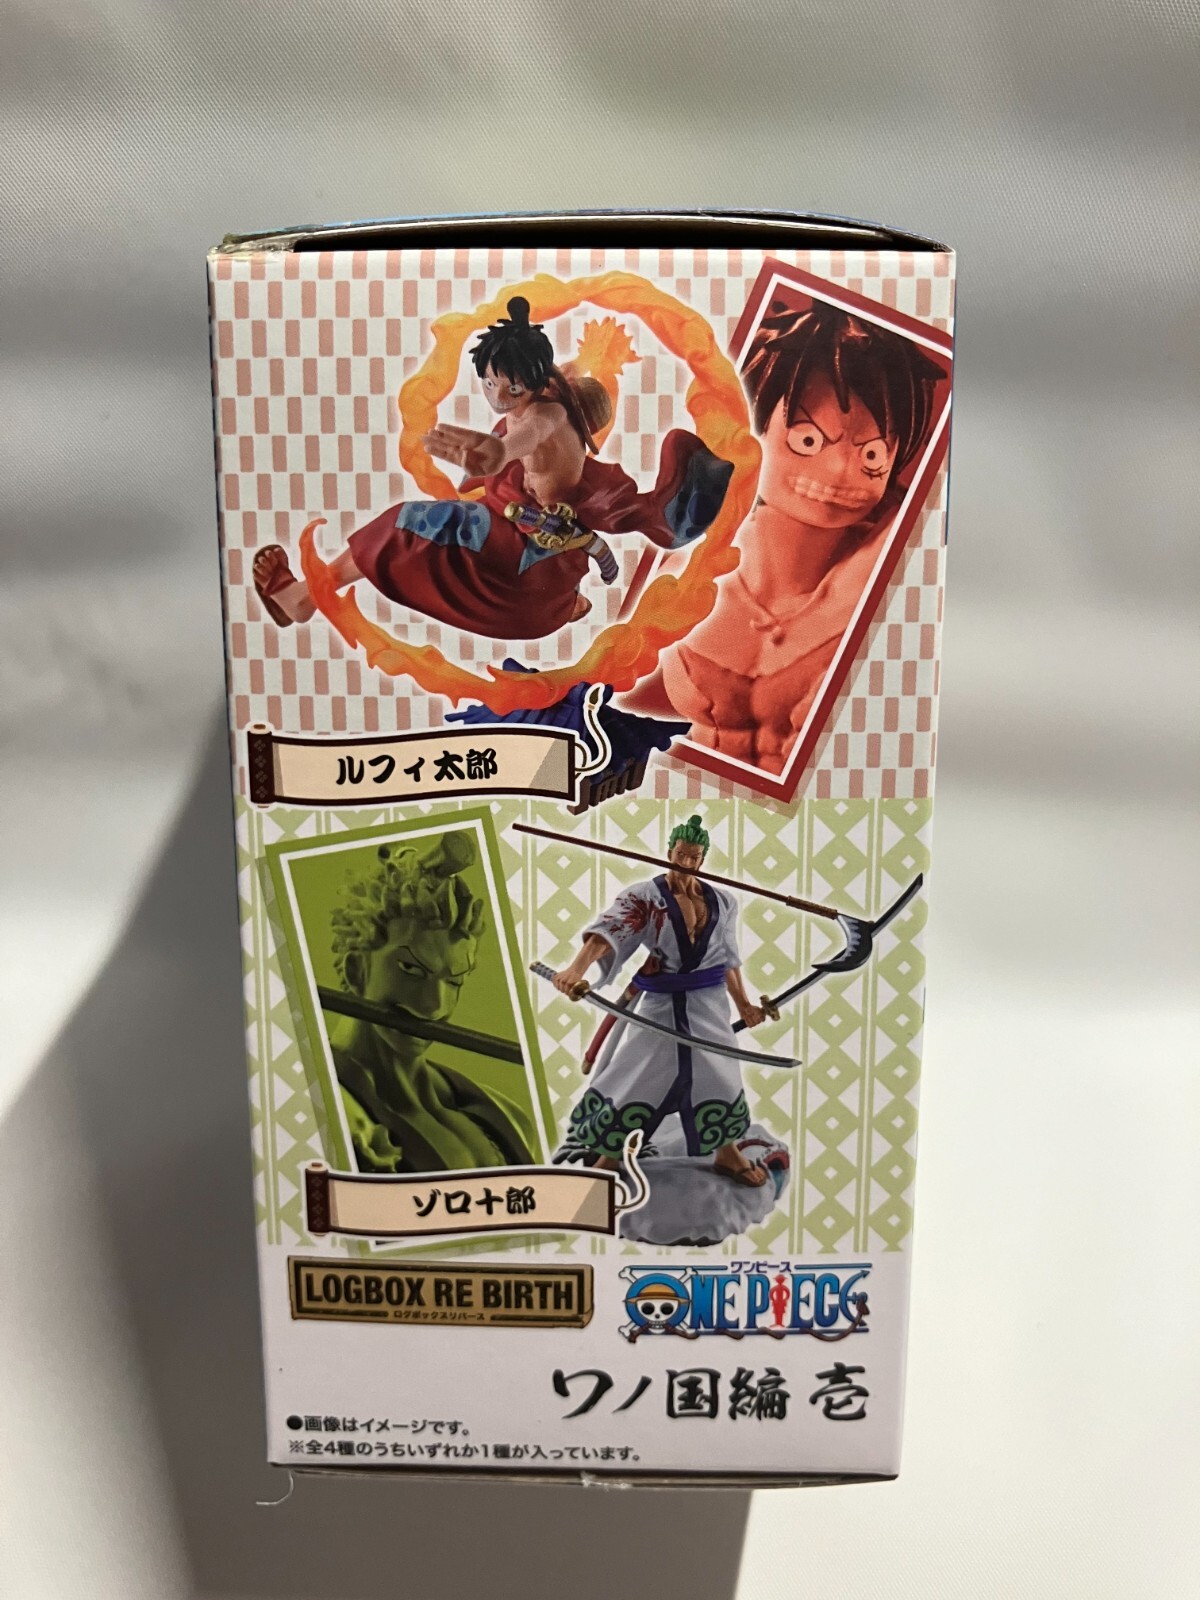 ルフィ太郎
ゾロ十郎
LOGBOX RE BIRTH
ログボックスリバース
ワンピース
ONE PIECE
ワノ国編 壱
●画像はイメージです。
※全4種のうちいずれか1種が入っています。